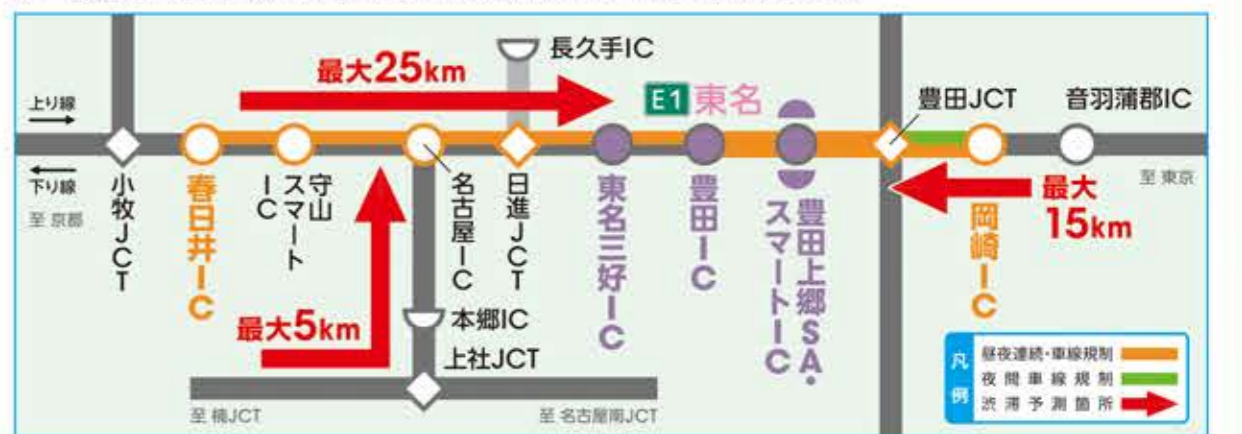 長久手IC
最大25km
E1 東名
豊田JCT
音羽蒲郡IC
上り線
下り線
至 京都
至 東京
小牧JCT
春日井IC
守山スマートIC
名古屋IC
日進JCT
東名三好IC
豊田IC
豊田上郷SA・スマートIC
岡崎IC
最大
15km
最大5km
本郷IC
上社JCT
至 楠JCT
至 名古屋南JCT
凡例
昼夜連続・車線規制
夜間車線規制
渋滞予測箇所